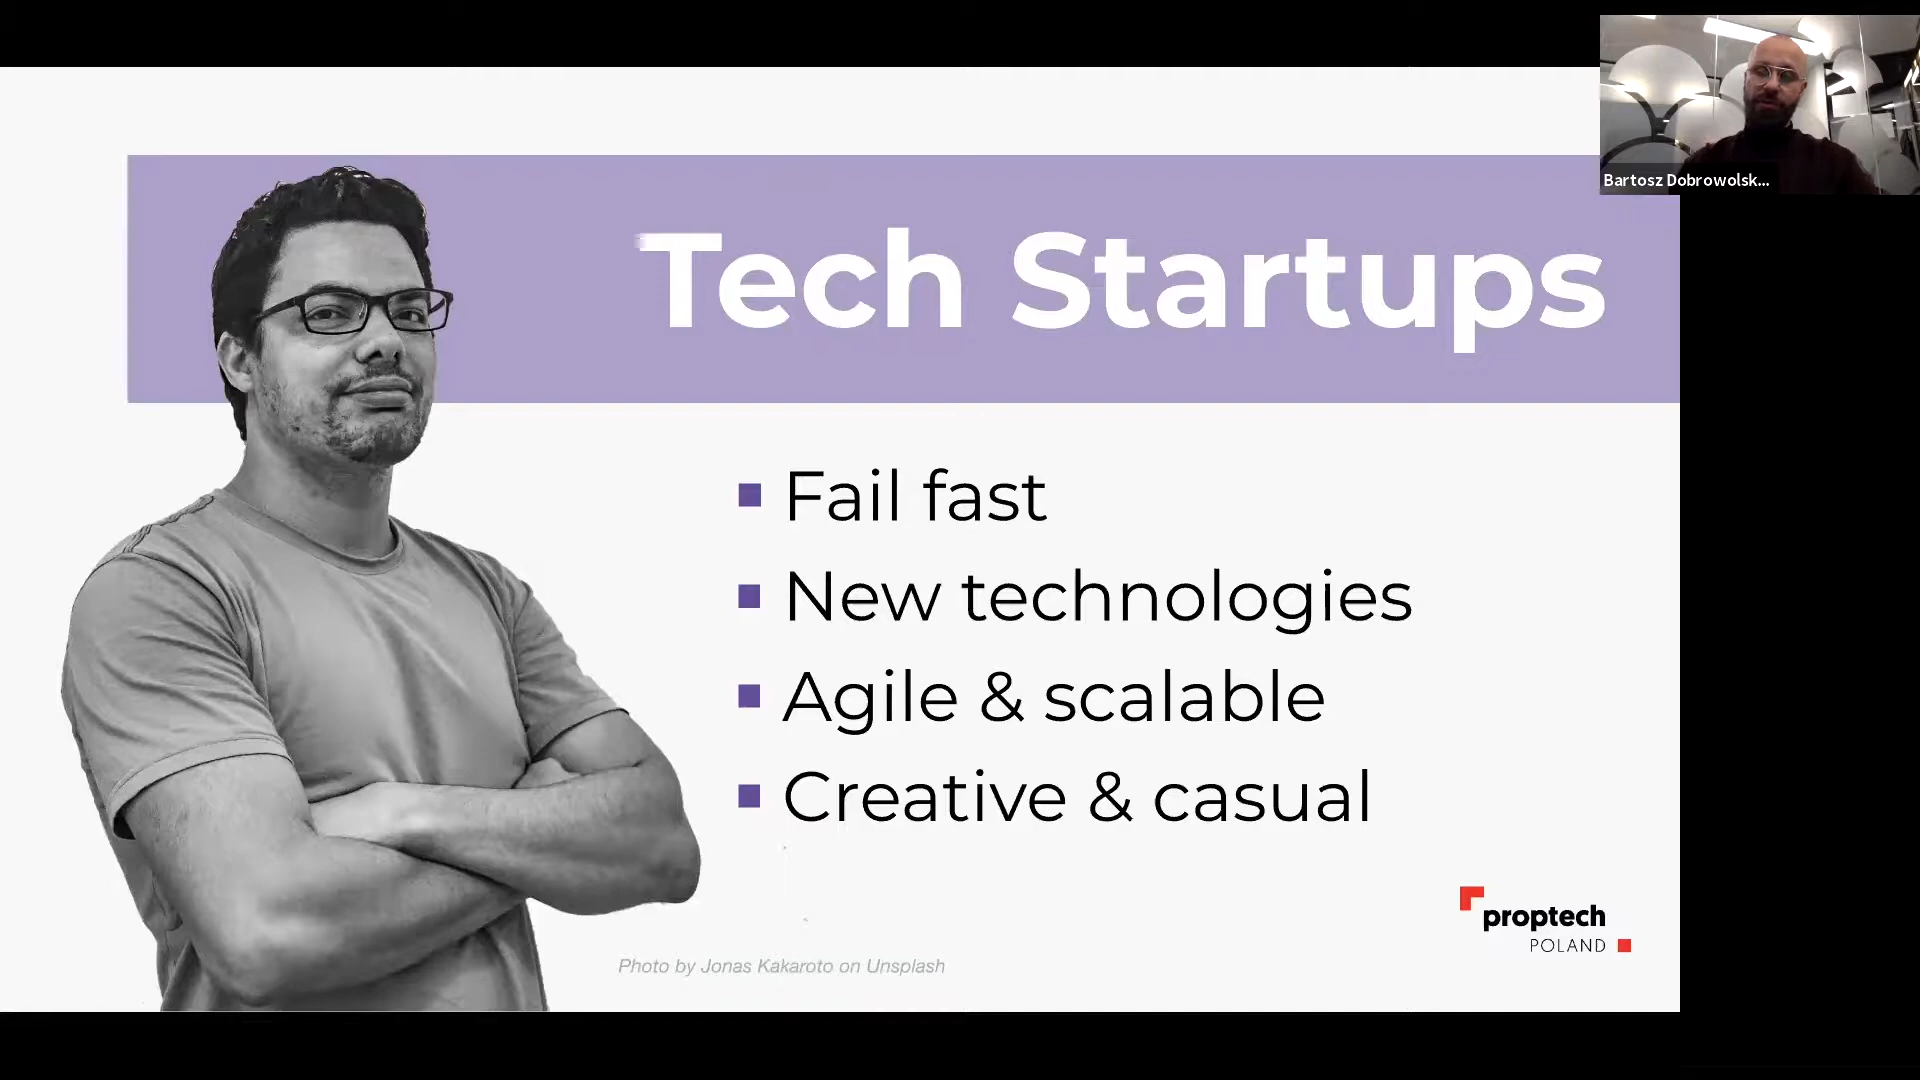 Bartosz Dobrowolsk...
Tech Startups
Fail fast
New technologies
Agile & scalable
Creative & casual
proptech
POLAND
Photo by Jonas Kakaroto on Unsplash